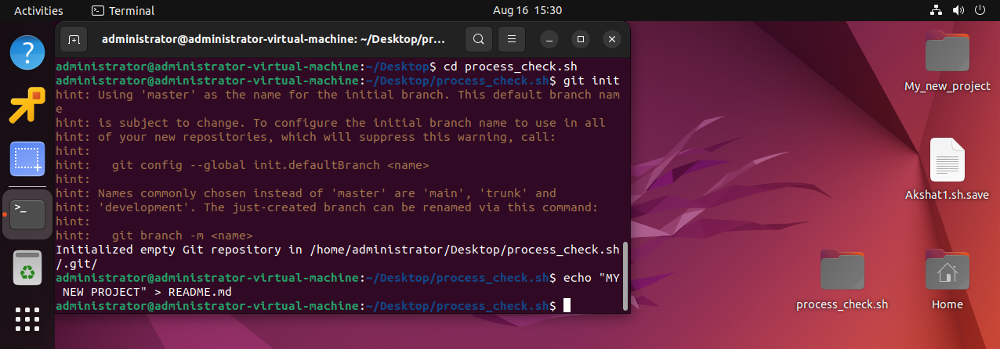 Activities
Terminal
Aug 16 15:30
administrator@administrator-virtual-machine: ~/Desktop/pr...
administrator@administrator-virtual-machine:~/Desktop$ cd process_check.sh
administrator@administrator-virtual-machine:~/Desktop/process_check.sh$ git init
hint: Using 'master' as the name for the initial branch. This default branch nam
e
hint: is subject to change. To configure the initial branch name to use in all
hint: of your new repositories, which will suppress this warning, call:
hint:
hint:   git config --global init.defaultBranch <name>
hint:
hint: Names commonly chosen instead of 'master' are 'main', 'trunk' and
hint: 'development'. The just-created branch can be renamed via this command:
hint:
hint:   git branch -m <name>
Initialized empty Git repository in /home/administrator/Desktop/process_check.sh
/.git/
administrator@administrator-virtual-machine:~/Desktop/process_check.sh$ echo "MY
 NEW PROJECT" > README.md
administrator@administrator-virtual-machine:~/Desktop/process_check.sh$
My_new_project
Akshat1.sh.save
process_check.sh
Home